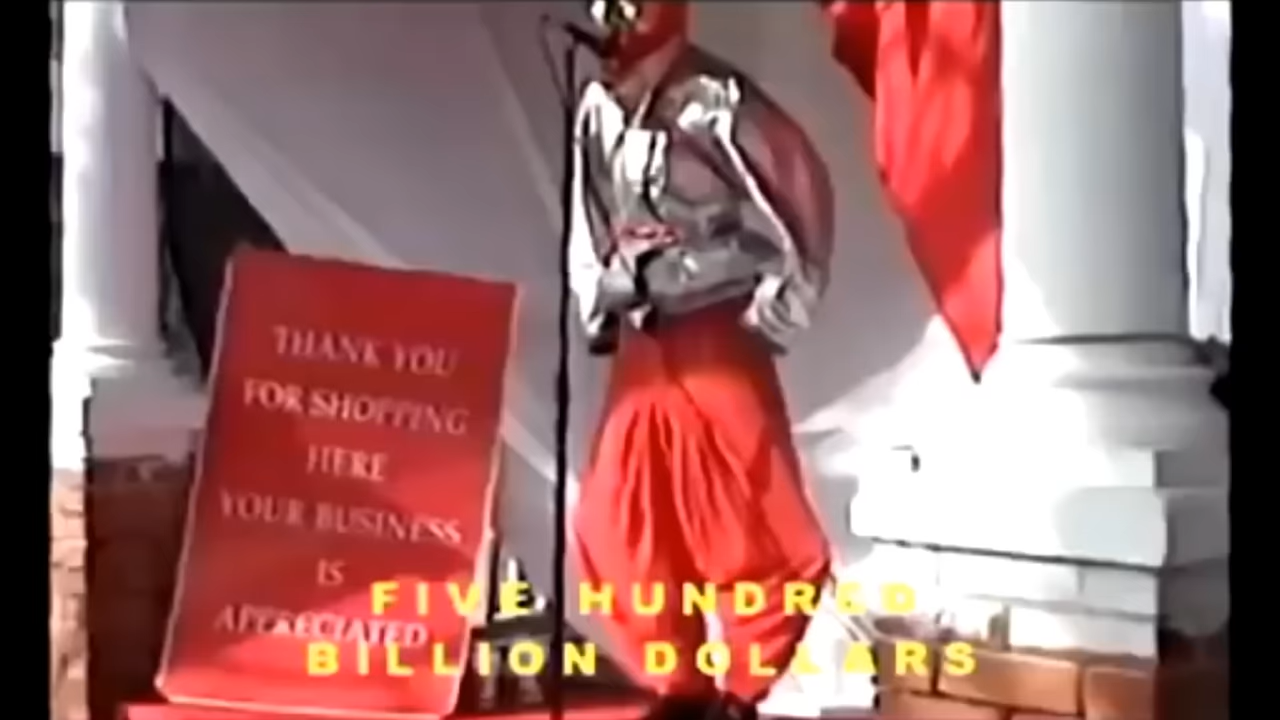 THANK YOU
FOR SHOPPING
HERE
YOUR BUSINESS
IS
APPRECIATED
FIVE HUNDRED
BILLION DOLLARS